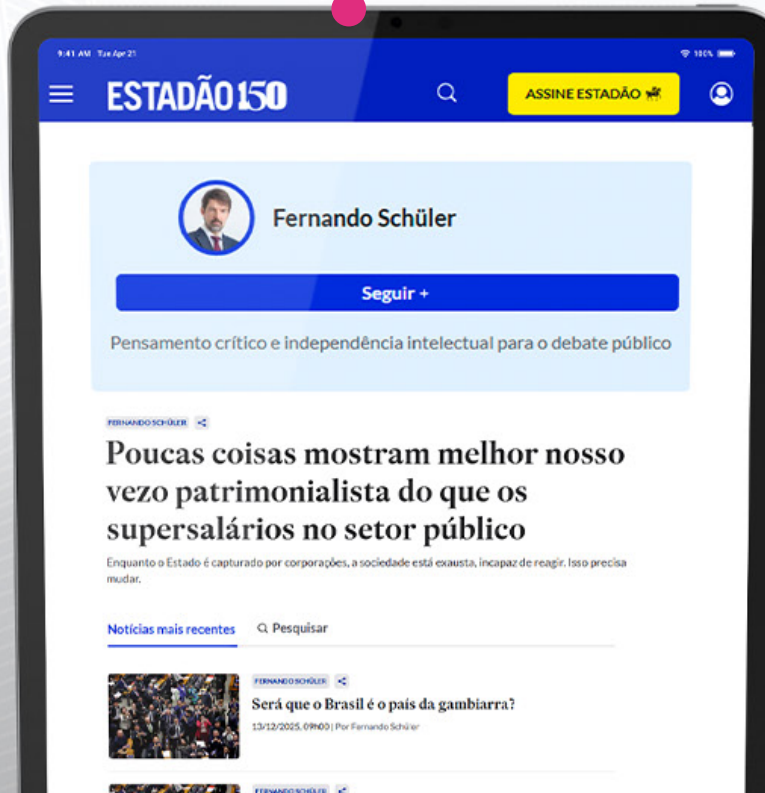 9:41 AM Tue Apr 21
100%
ESTADÃO 150
ASSINE ESTADÃO
Fernando Schüler
Seguir +
Pensamento crítico e independência intelectual para o debate público
FERNANDO SCHÜLER
Poucas coisas mostram melhor nosso
vezo patrimonialista do que os
supersalários no setor público
Enquanto o Estado é capturado por corporações, a sociedade está exausta, incapaz de reagir. Isso precisa
mudar.
Notícias mais recentes
Pesquisar
FERNANDO SCHÜLER
Será que o Brasil é o país da gambiarra?
13/12/2025, 09h00 | Por Fernando Schüler
FERNANDO SCHÜLER